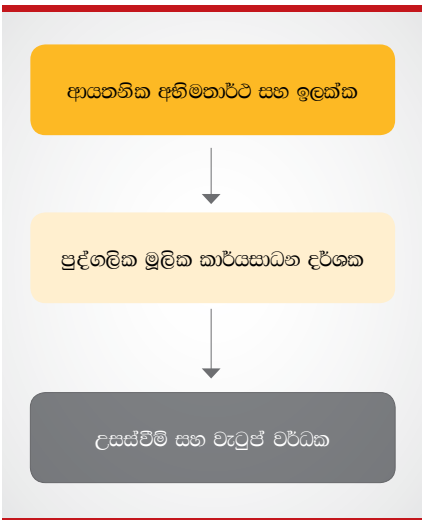 ආයතනික අභිමතාර්ථ සහ ඉලක්ක
පුද්ගලික මූලික කාර්යසාධන දර්ශක
උසස්වීම් සහ වැටුප් වර්ධක